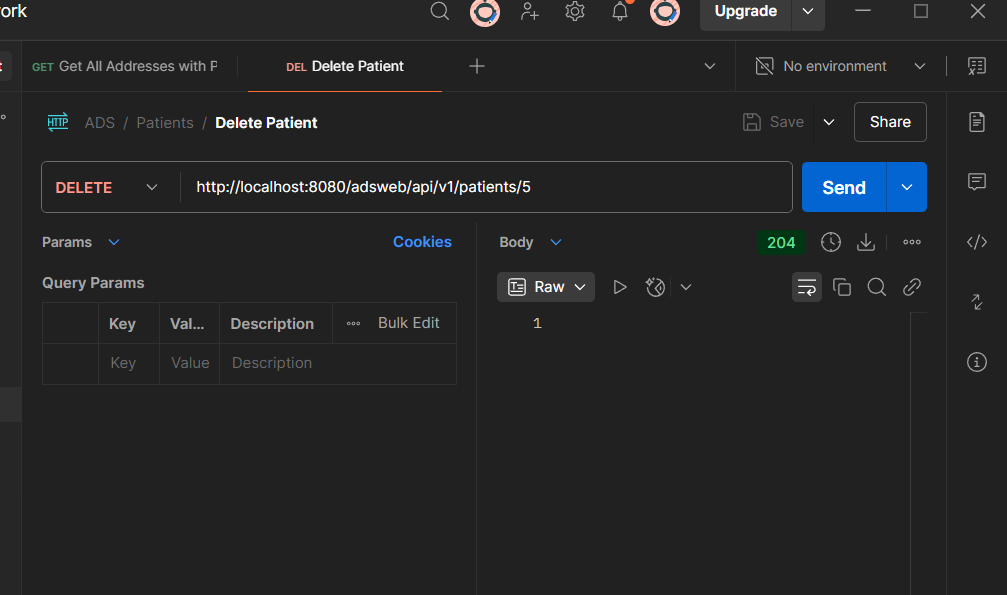 ork
Upgrade
GET Get All Addresses with P
DEL Delete Patient
No environment
HTTP ADS / Patients / Delete Patient
Save
Share
DELETE
http://localhost:8080/adsweb/api/v1/patients/5
Send
Params
Cookies
Body
204
Query Params
Raw
Key
Val...
Description
Bulk Edit
Key
Value
Description
1